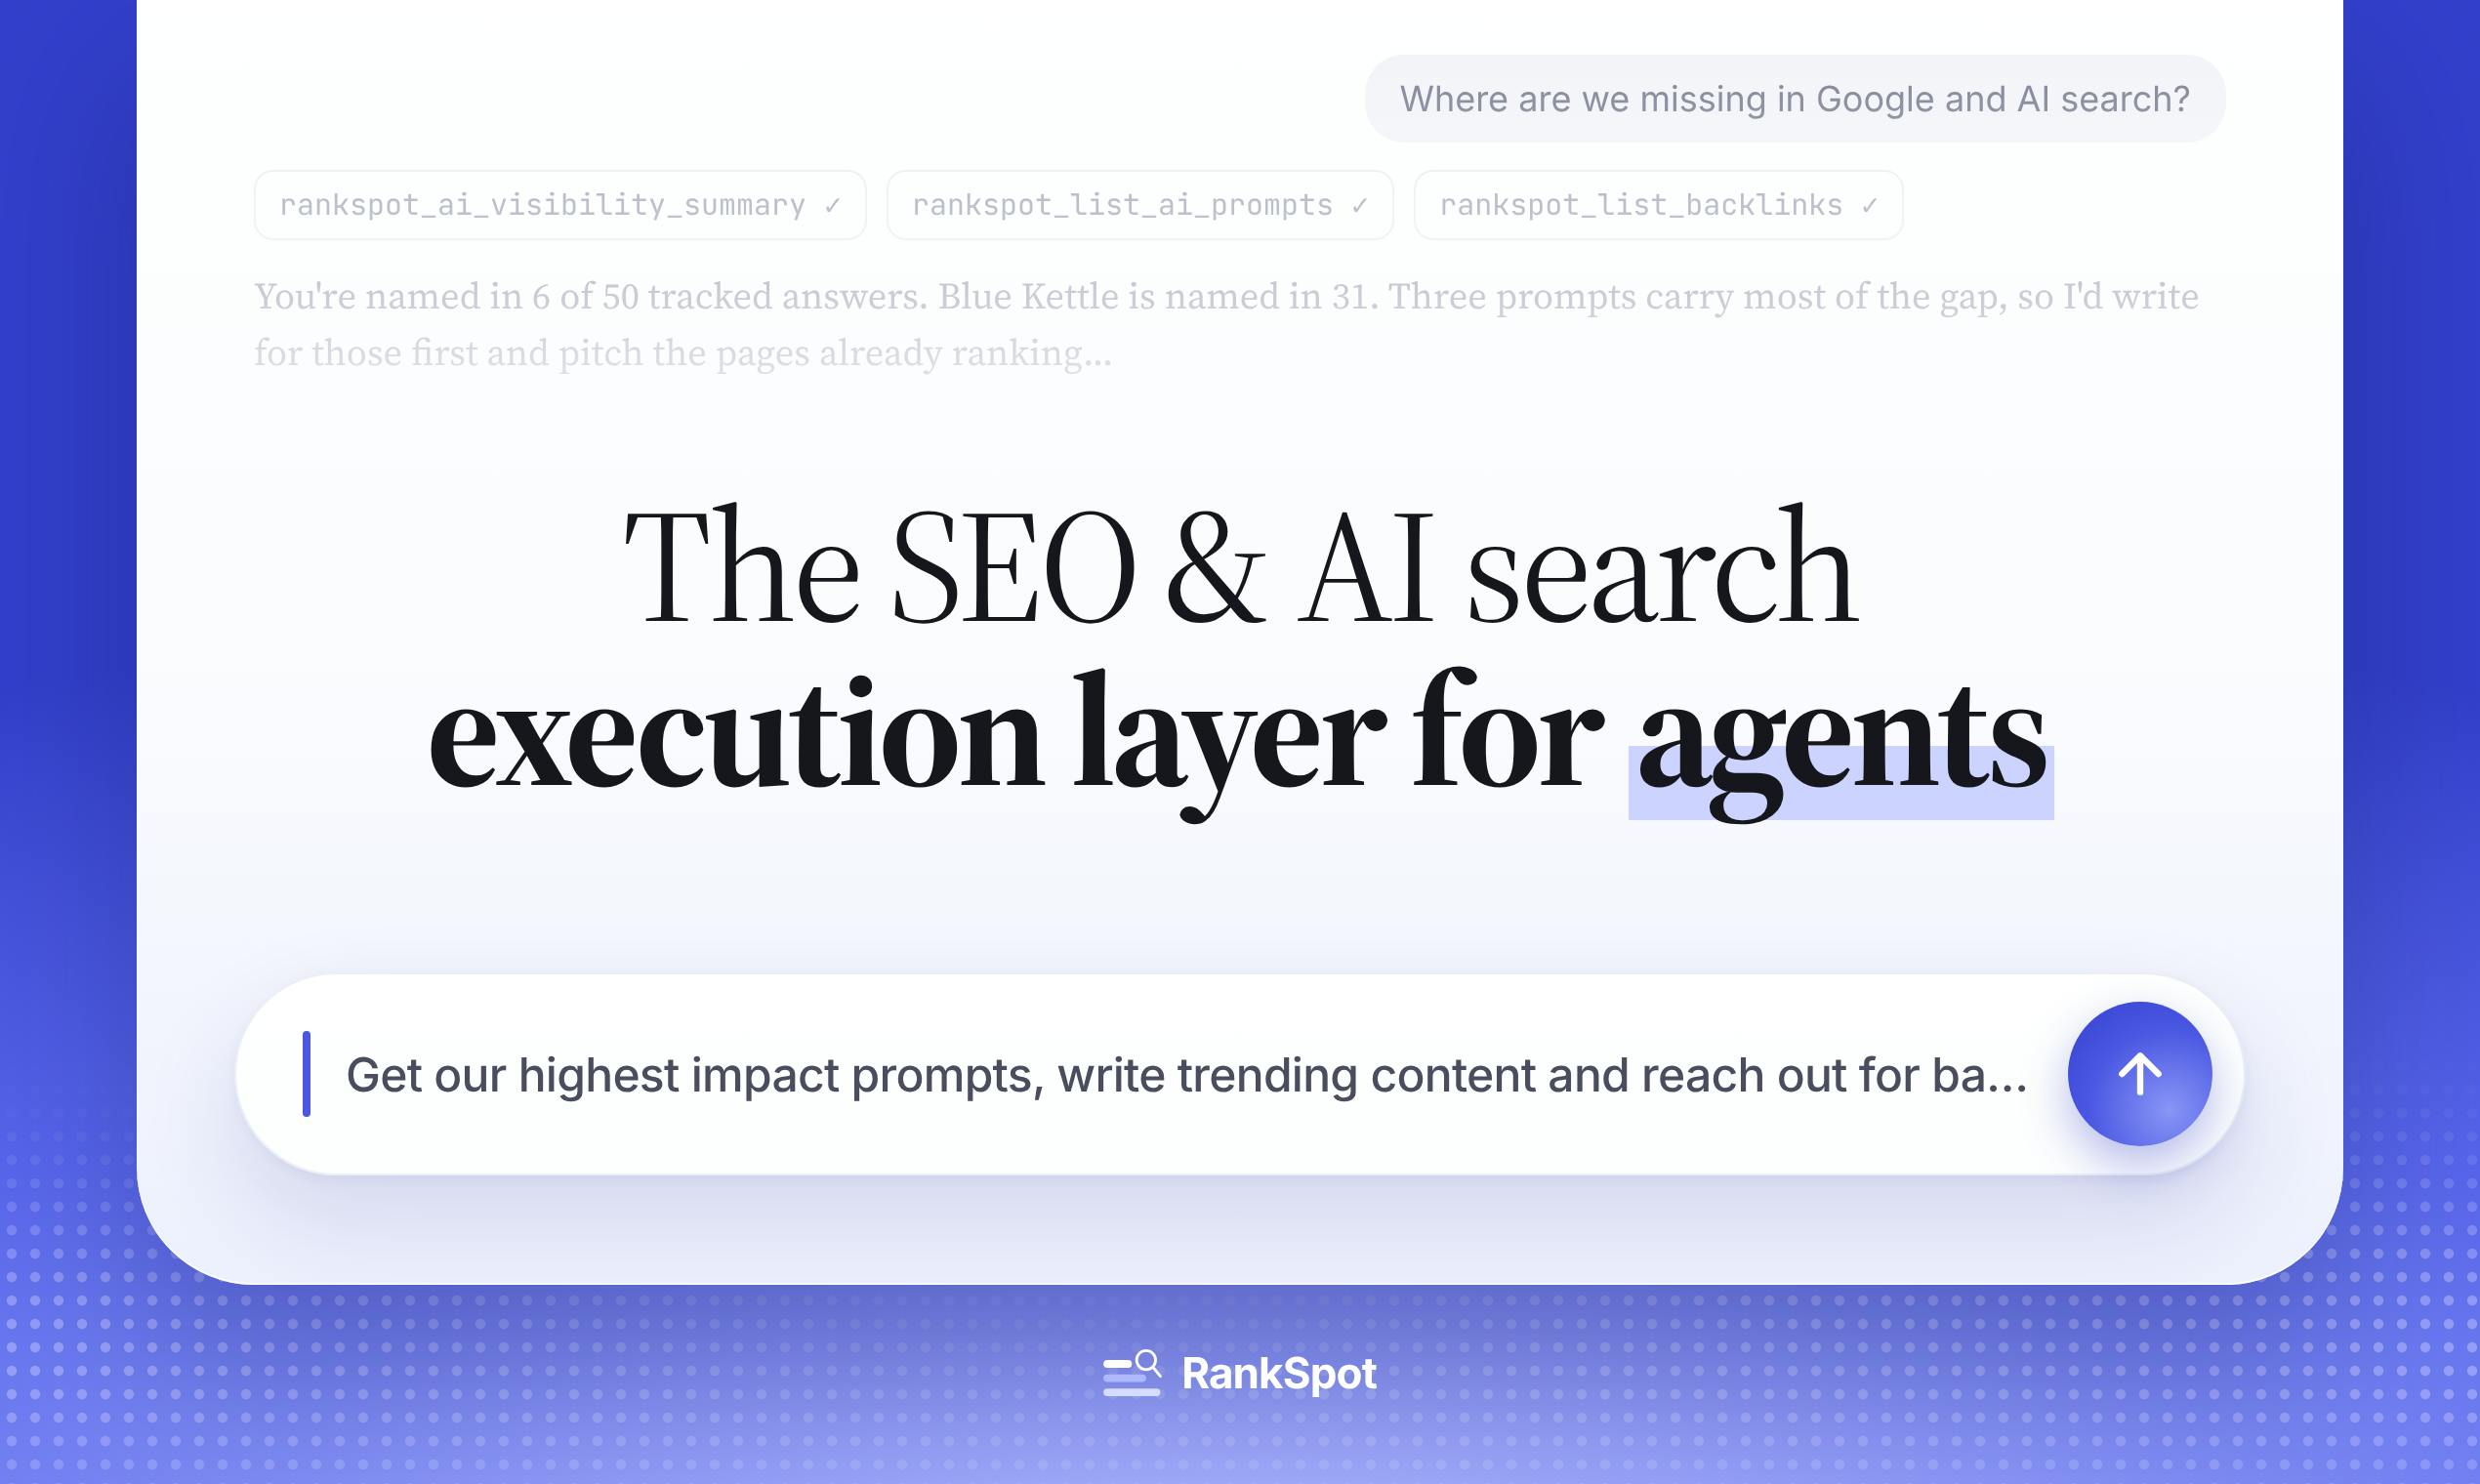 Where are we missing in Google and AI search?
rankspot_ai_visibility_summary ✓ rankspot_list_ai_prompts ✓ rankspot_list_backlinks ✓
You're named in 6 of 50 tracked answers. Blue Kettle is named in 31. Three prompts carry most of the gap, so I'd write
for those first and pitch the pages already ranking...
The SEO & AI search
execution layer for agents
Get our highest impact prompts, write trending content and reach out for ba...
RankSpot